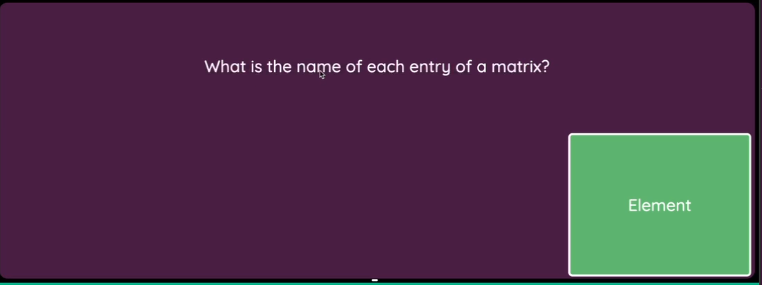 What is the name of each entry of a matrix?
Element